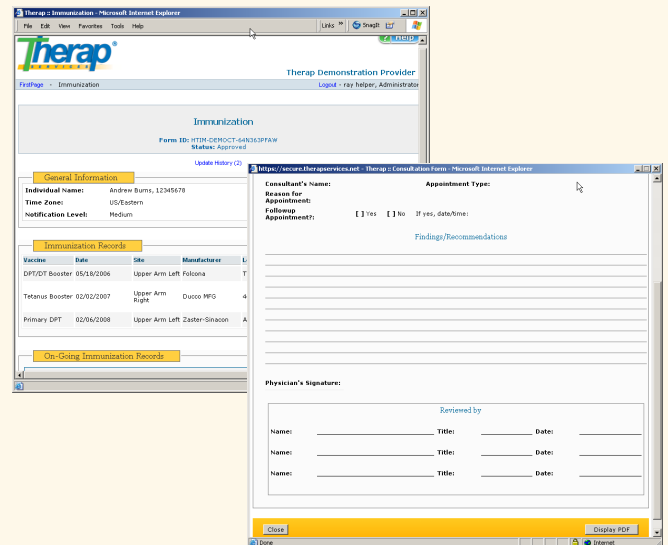 Therap :: Immunization - Microsoft Internet Explorer
File Edit View Favorites Tools Help
Links » SnagIt
Therap®
SERVICES
Help
Therap Demonstration Provider
FirstPage - Immunization
Logout - ray helper, Administrator
Immunization
Form ID: HTIM-DEMOCT-64N363PFAW
Status: Approved
Update History (2)
General Information
Individual Name: Andrew Burns, 12345678
Time Zone: US/Eastern
Notification Level: Medium
Immunization Records
Vaccine Date Site Manufacturer
DPT/DT Booster 05/18/2006 Upper Arm Left Folcona
Tetanus Booster 02/02/2007 Upper Arm Right Ducco MFG
Primary DPT 02/06/2008 Upper Arm Left Zaster-Sinacon
On-Going Immunization Records
https://secure.therapservices.net - Therap :: Consultation Form - Microsoft Internet Explorer
Consultant's Name: Appointment Type:
Reason for
Appointment:
Followup
Appointment?: [ ] Yes [ ] No If yes, date/time:
Findings/Recommendations
Physician's Signature:
Reviewed by
Name: Title: Date:
Name: Title: Date:
Name: Title: Date:
Close Display PDF
Done Internet